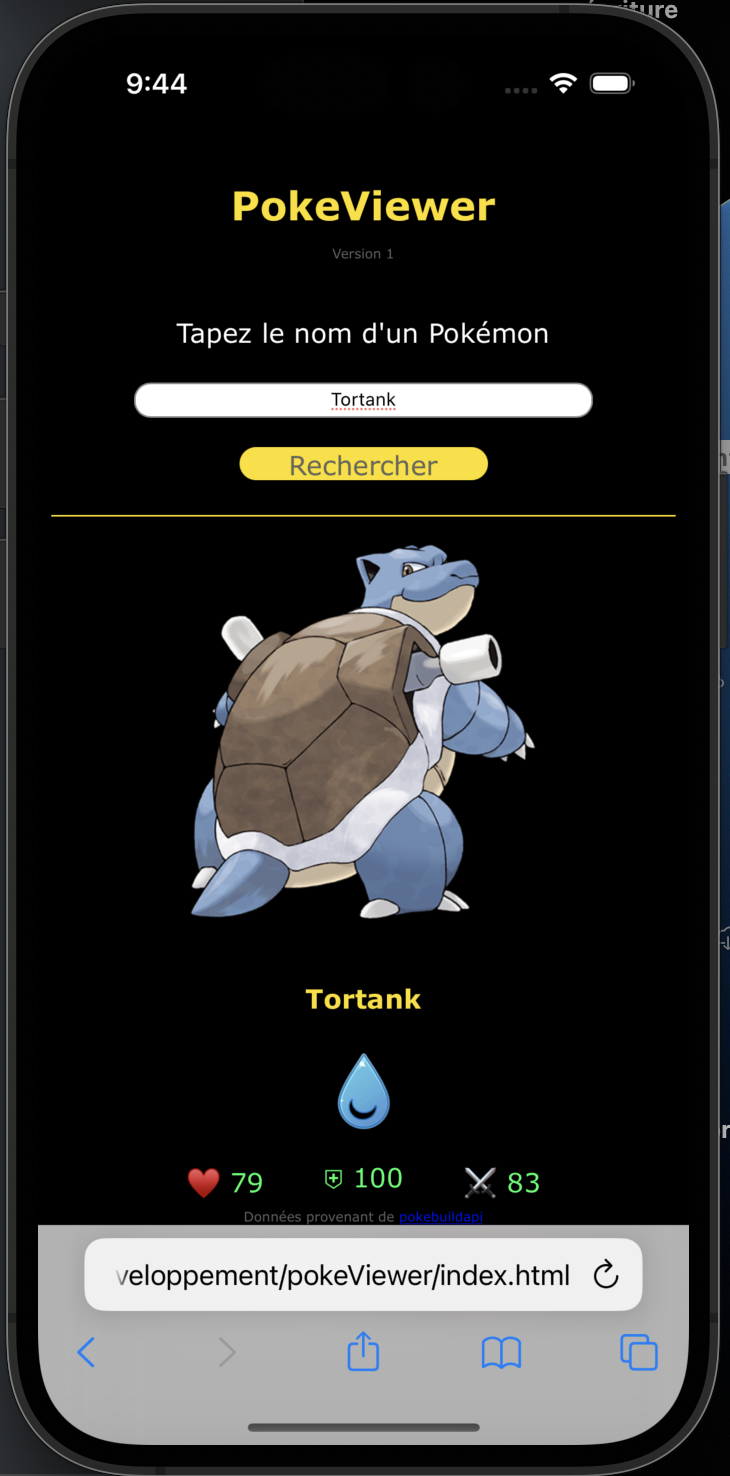 9:44
PokeViewer
Version 1
Tapez le nom d'un Pokémon
Tortank
Rechercher
Tortank
79 100 83
Données provenant de pokebuildapi
veloppement/pokeViewer/index.html